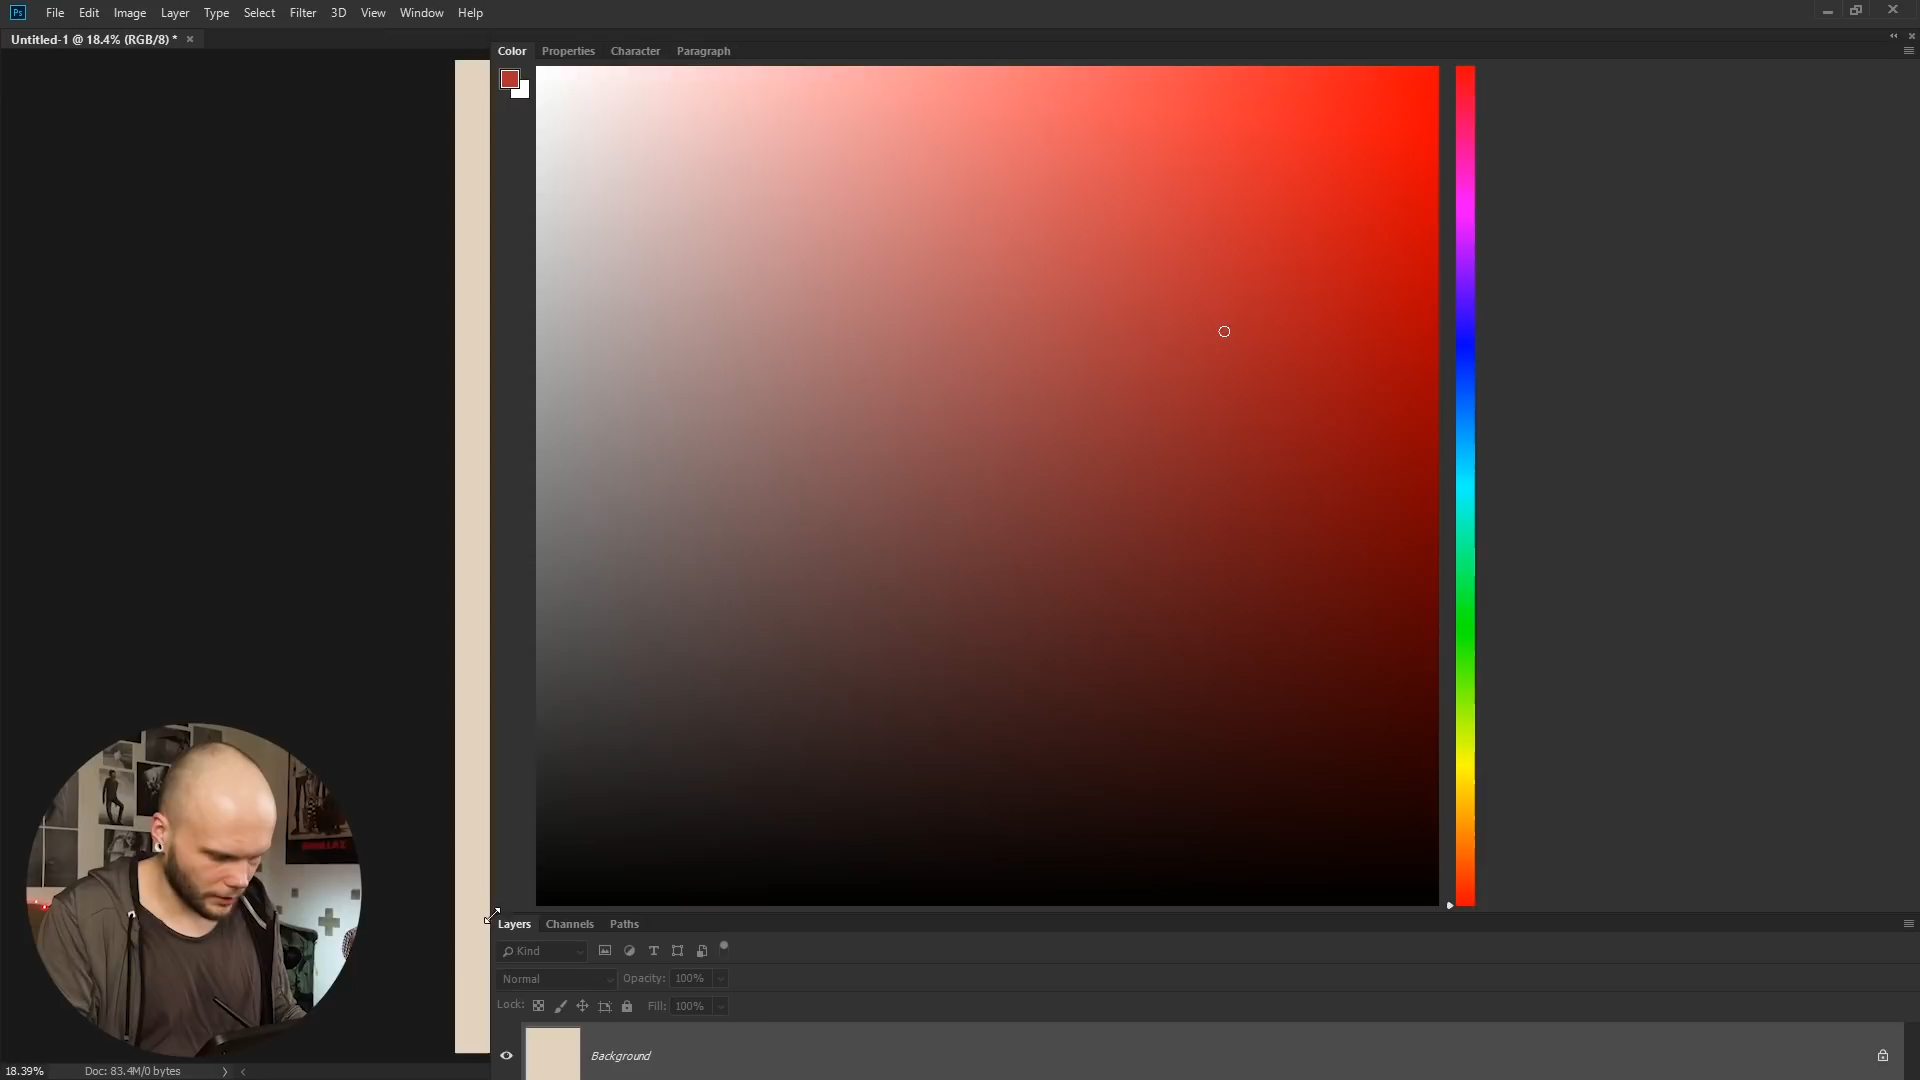 Ps File Edit Image Layer Type Select Filter 3D View Window Help
Untitled-1 @ 18.4% (RGB/8) *
Color Properties Character Paragraph
Layers Channels Paths
Kind
Normal Opacity: 100%
Lock: Fill: 100%
Background
18.39% Doc: 83.4M/0 bytes